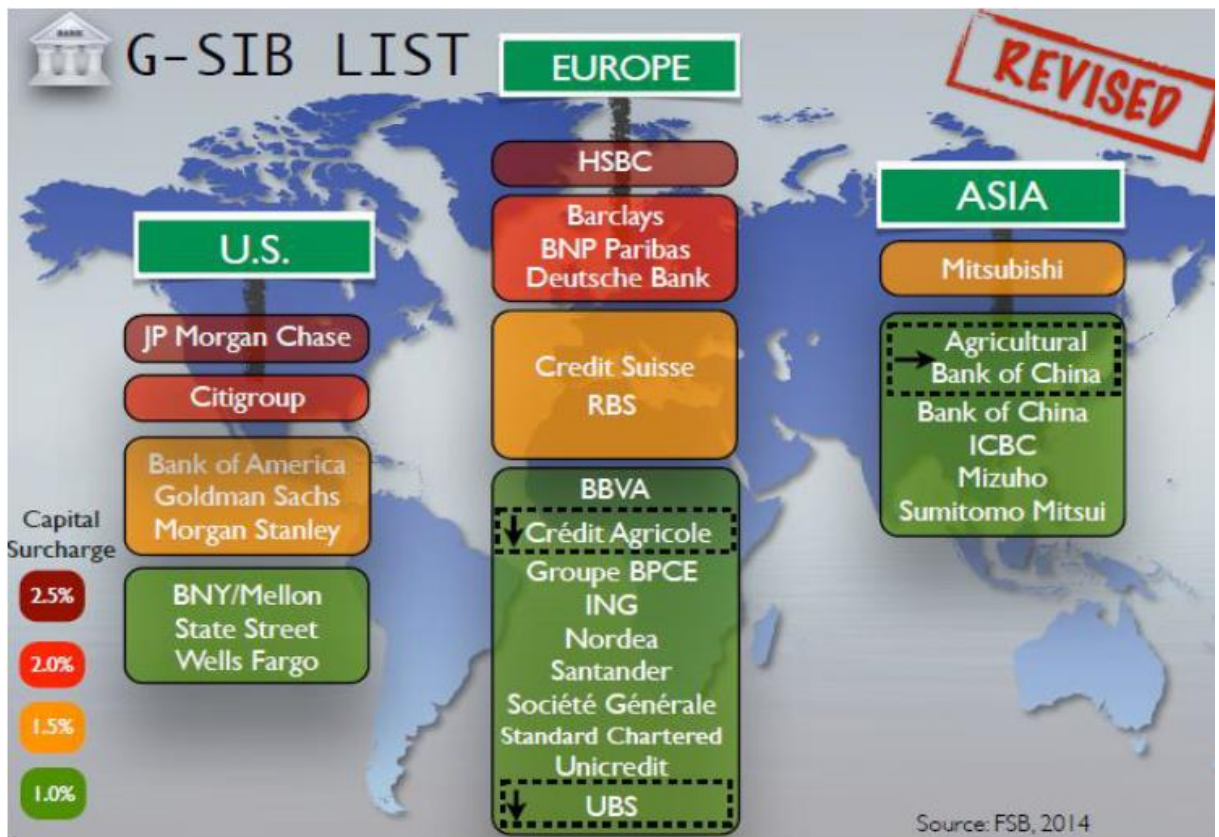 BANK
G-SIB LIST
REVISED
U.S.
JP Morgan Chase
Citigroup
Bank of America
Goldman Sachs
Morgan Stanley
BNY/Mellon
State Street
Wells Fargo
EUROPE
HSBC
Barclays
BNP Paribas
Deutsche Bank
Credit Suisse
RBS
BBVA
Crédit Agricole
Groupe BPCE
ING
Nordea
Santander
Société Générale
Standard Chartered
Unicredit
UBS
ASIA
Mitsubishi
Agricultural
Bank of China
Bank of China
ICBC
Mizuho
Sumitomo Mitsui
Capital
Surcharge
2.5%
2.0%
1.5%
1.0%
Source: FSB, 2014